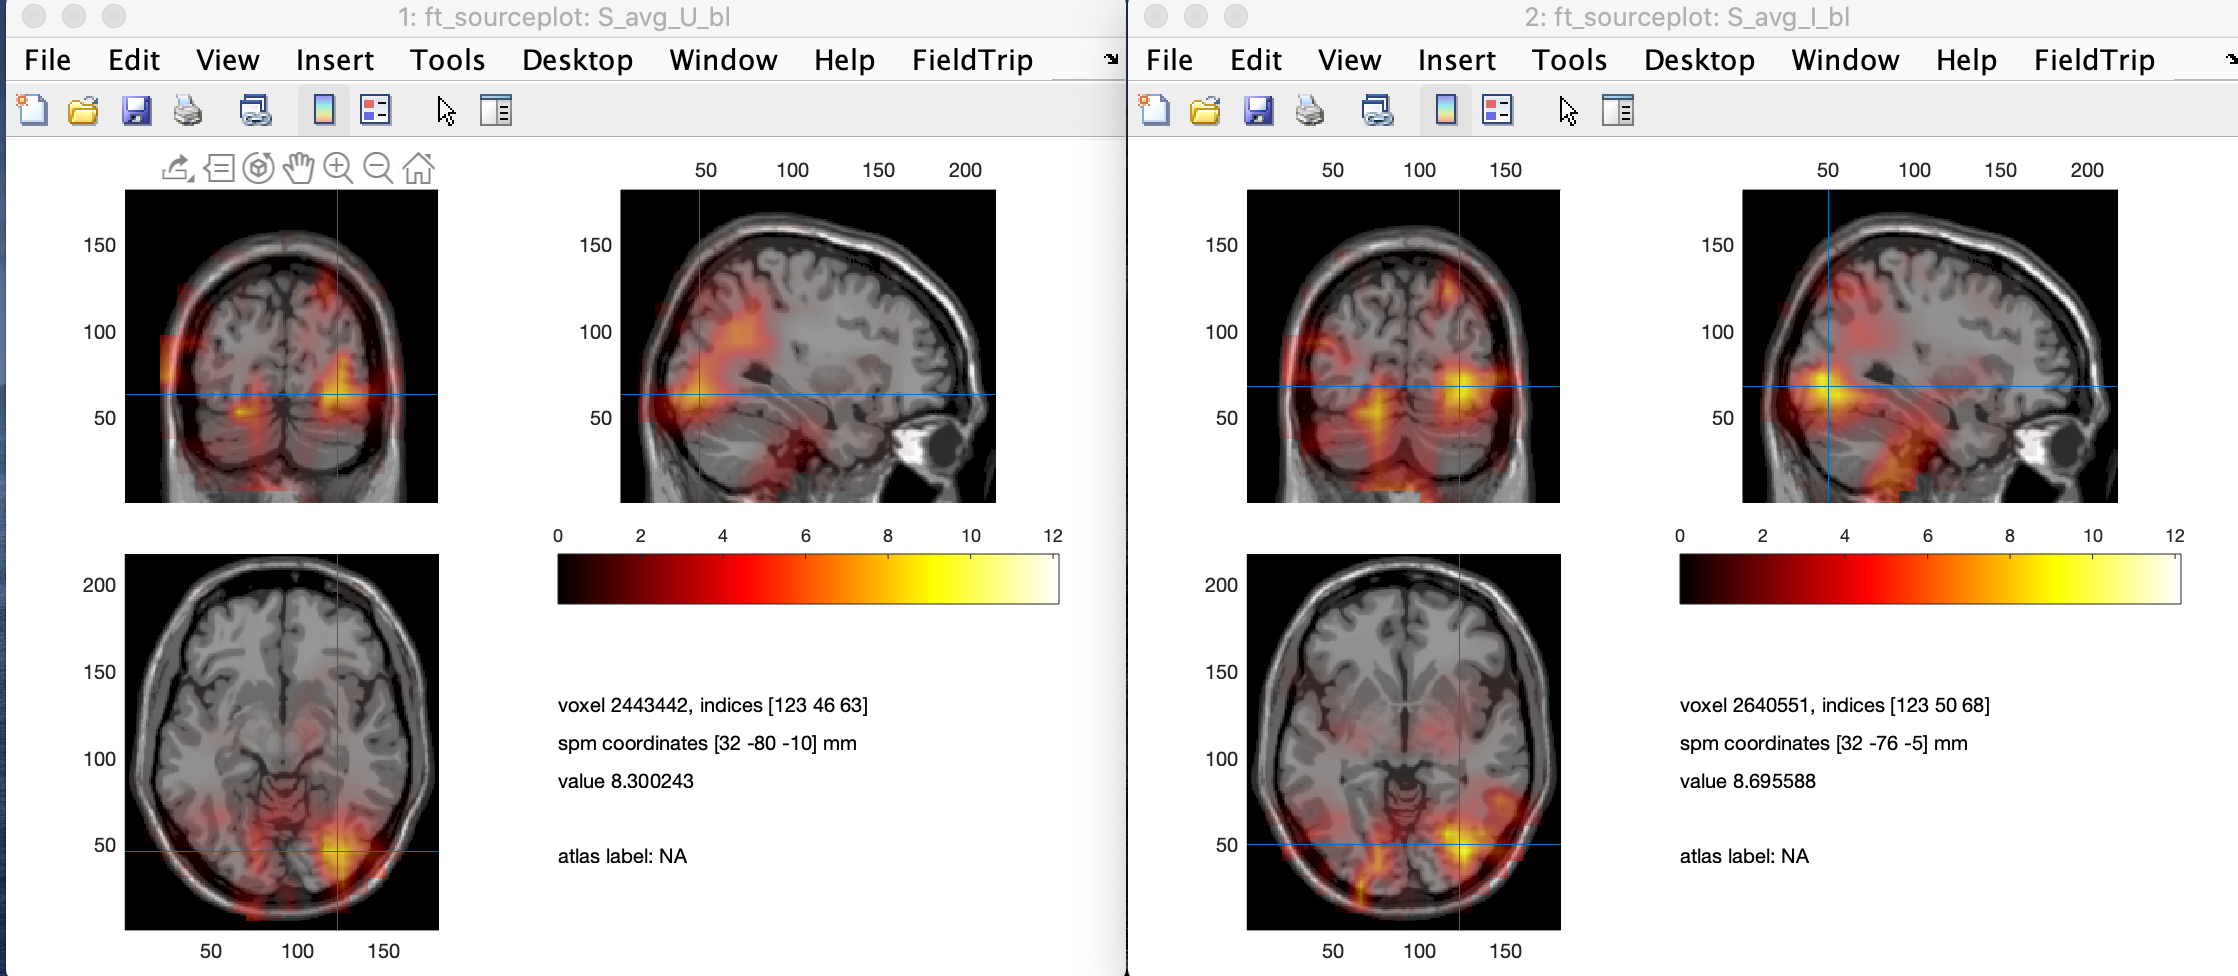 1: ft_sourceplot: S_avg_U_bl
File Edit View Insert Tools Desktop Window Help FieldTrip
150
100
50
50 100 150 200
150
100
50
0 2 4 6 8 10 12
200
150
100
50
50 100 150
voxel 2443442, indices [123 46 63]
spm coordinates [32 -80 -10] mm
value 8.300243
atlas label: NA
2: ft_sourceplot: S_avg_I_bl
File Edit View Insert Tools Desktop Window Help FieldTrip
50 100 150
150
100
50
50 100 150 200
150
100
50
0 2 4 6 8 10 12
200
150
100
50
50 100 150
voxel 2640551, indices [123 50 68]
spm coordinates [32 -76 -5] mm
value 8.695588
atlas label: NA